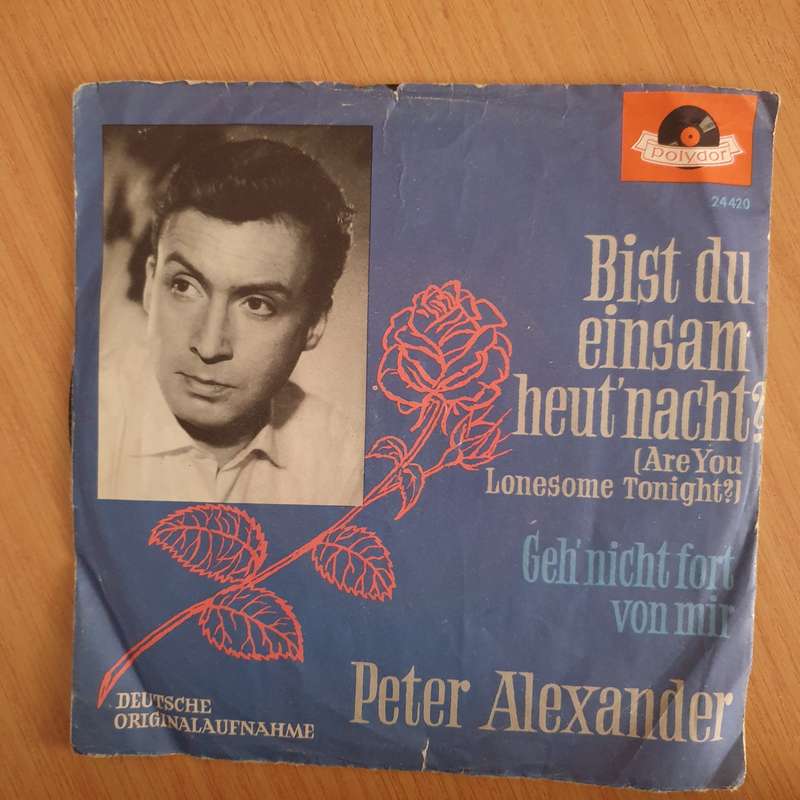 polydor
24420
Bist du
einsam
heut'nacht?
(Are You
Lonesome Tonight?)
Geh'nicht fort
von mir
Peter Alexander
DEUTSCHE
ORIGINALAUFNAHME